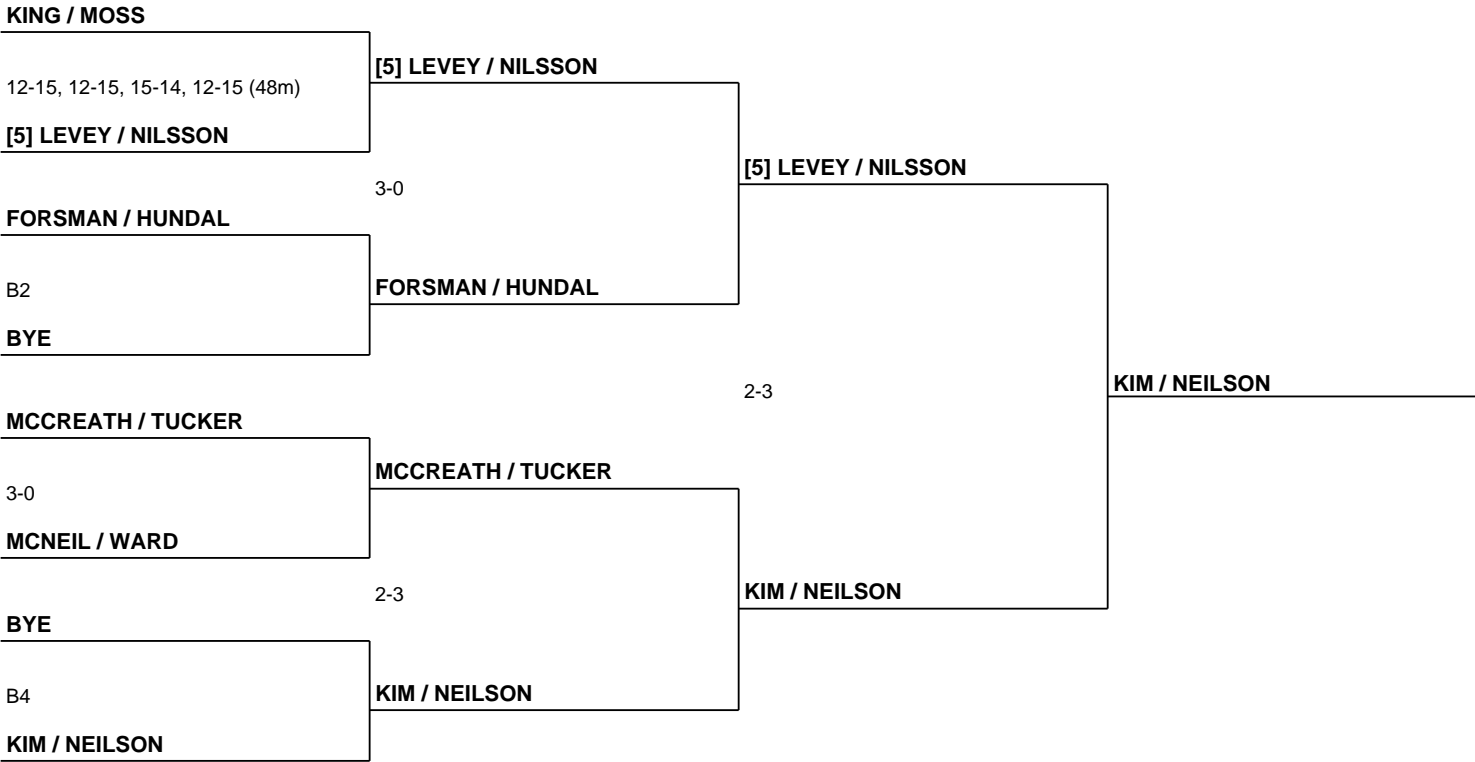 KING / MOSS
12-15, 12-15, 15-14, 12-15 (48m)
[5] LEVEY / NILSSON
FORSMAN / HUNDAL
B2
BYE
MCCREATH / TUCKER
3-0
MCNEIL / WARD
BYE
B4
KIM / NEILSON
[5] LEVEY / NILSSON
3-0
FORSMAN / HUNDAL
MCCREATH / TUCKER
2-3
KIM / NEILSON
[5] LEVEY / NILSSON
2-3
KIM / NEILSON
KIM / NEILSON